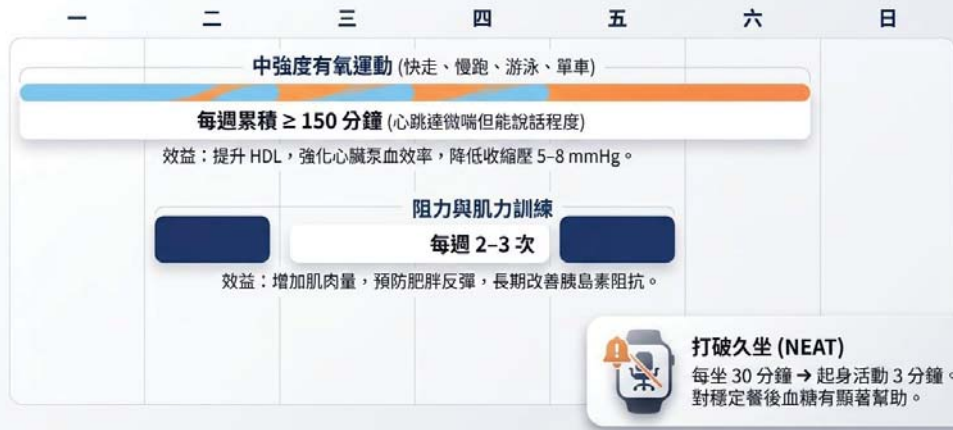 一 二 三 四 五 六 日
中強度有氧運動 (快走、慢跑、游泳、單車)
每週累積 ≥ 150 分鐘 (心跳達微喘但能說話程度)
效益：提升 HDL，強化心臟泵血效率，降低收縮壓 5–8 mmHg。
阻力與肌力訓練
每週 2–3 次
效益：增加肌肉量，預防肥胖反彈，長期改善胰島素阻抗。
打破久坐 (NEAT)
每坐 30 分鐘 → 起身活動 3 分鐘。
對穩定餐後血糖有顯著幫助。